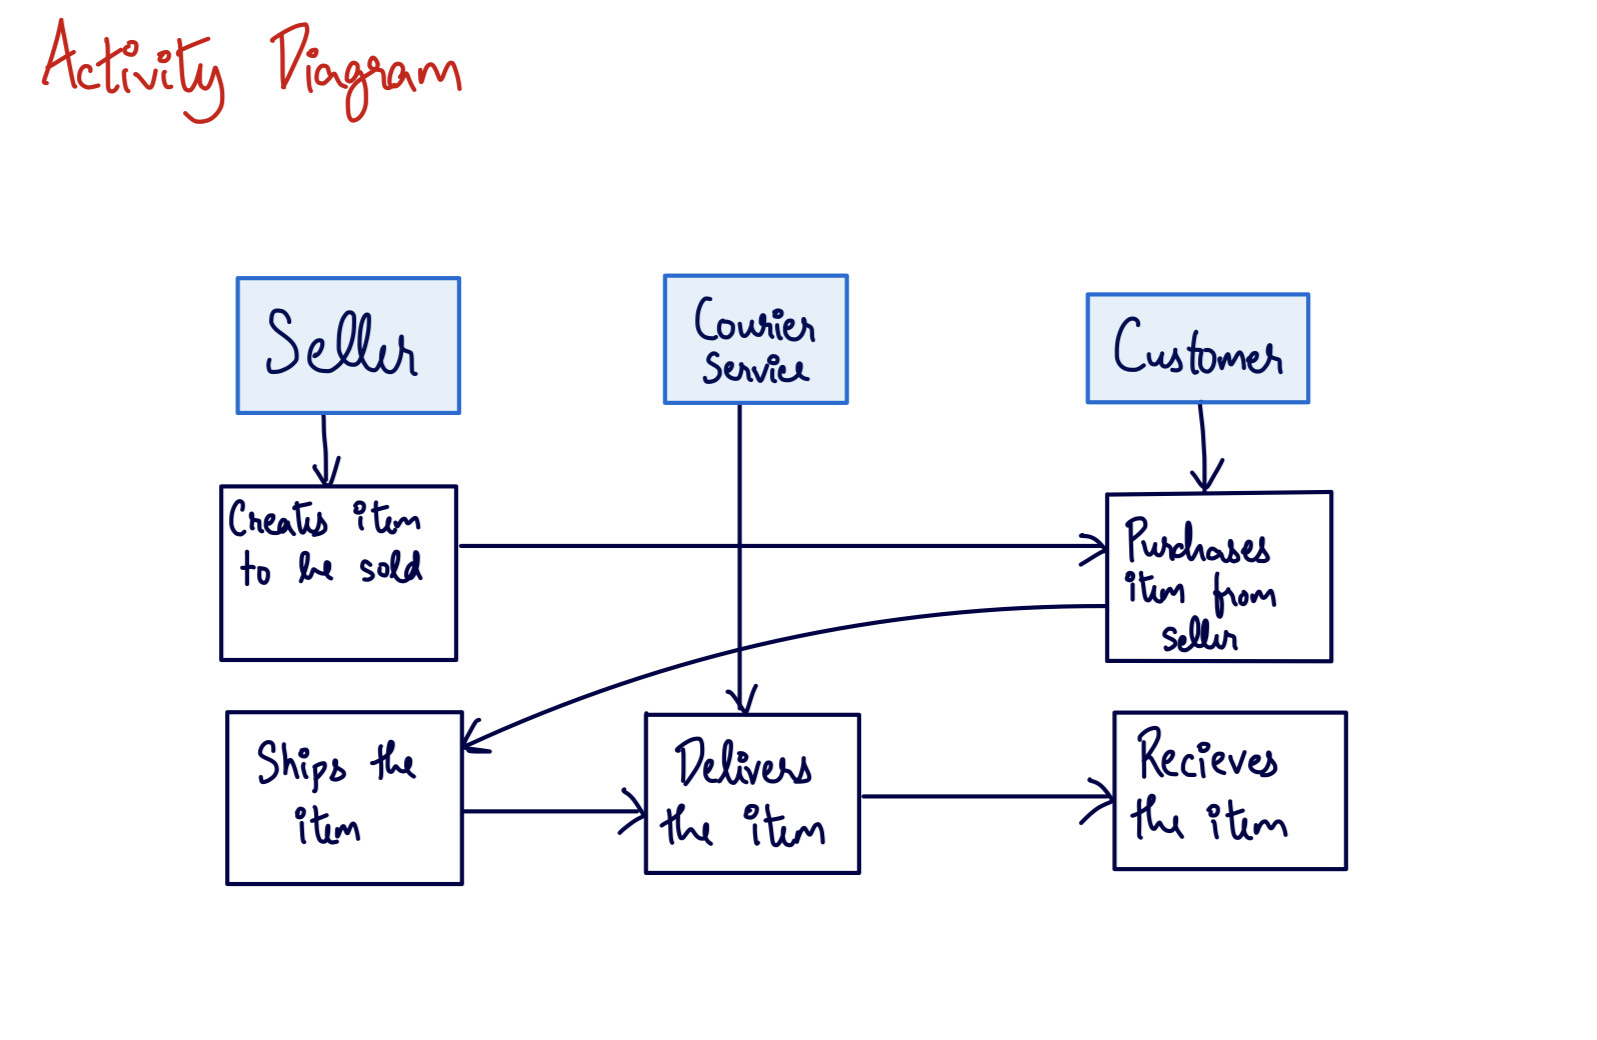 Activity Diagram
Seller
Courier
Service
Customer
Creates item
to be sold
Purchases
item from
seller
Ships the
item
Delivers
the item
Recieves
the item